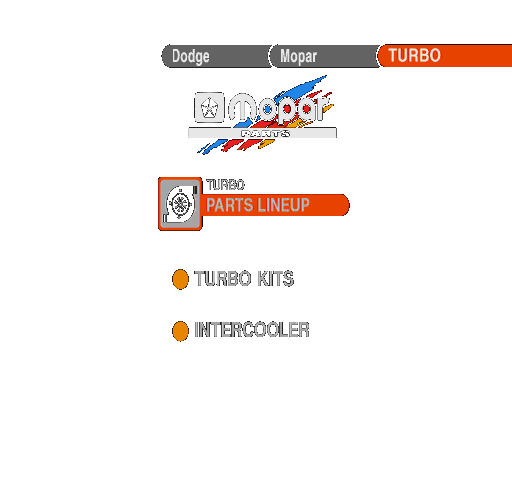 Dodge
Mopar
TURBO
Mopar
PARTS
TURBO
PARTS LINEUP
TURBO KITS
INTERCOOLER